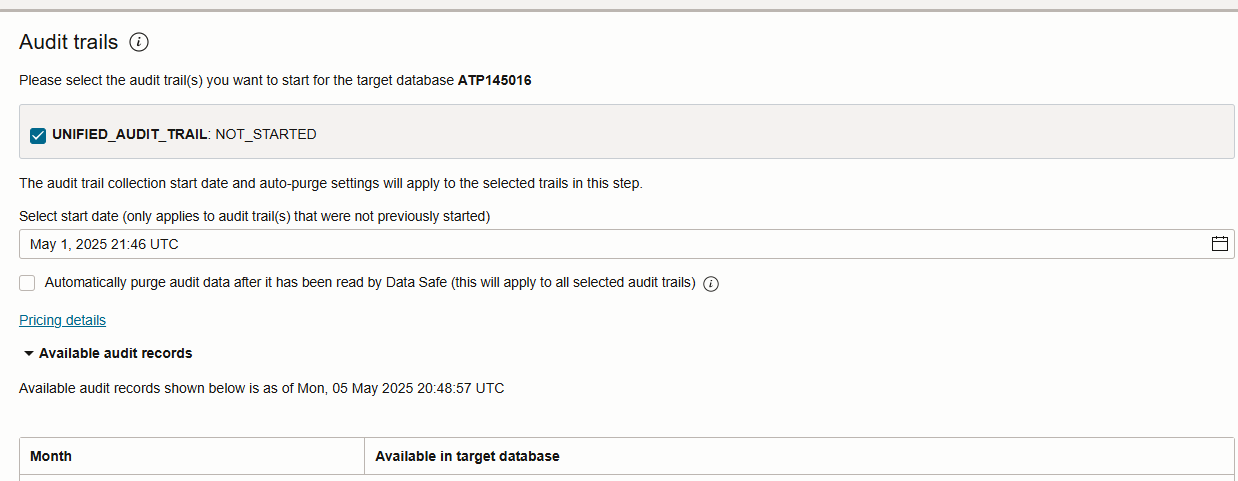 Audit trails
Please select the audit trail(s) you want to start for the target database ATP145016
UNIFIED_AUDIT_TRAIL: NOT_STARTED
The audit trail collection start date and auto-purge settings will apply to the selected trails in this step.
Select start date (only applies to audit trail(s) that were not previously started)
May 1, 2025 21:46 UTC
Automatically purge audit data after it has been read by Data Safe (this will apply to all selected audit trails)
Pricing details
Available audit records
Available audit records shown below is as of Mon, 05 May 2025 20:48:57 UTC
Month Available in target database